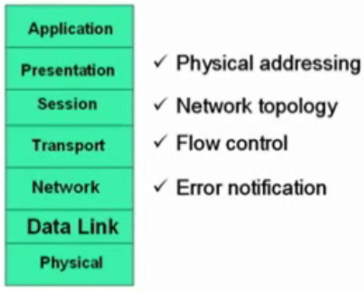 Application
Presentation
Session
Transport
Network
Data Link
Physical
✓ Physical addressing
✓ Network topology
✓ Flow control
✓ Error notification